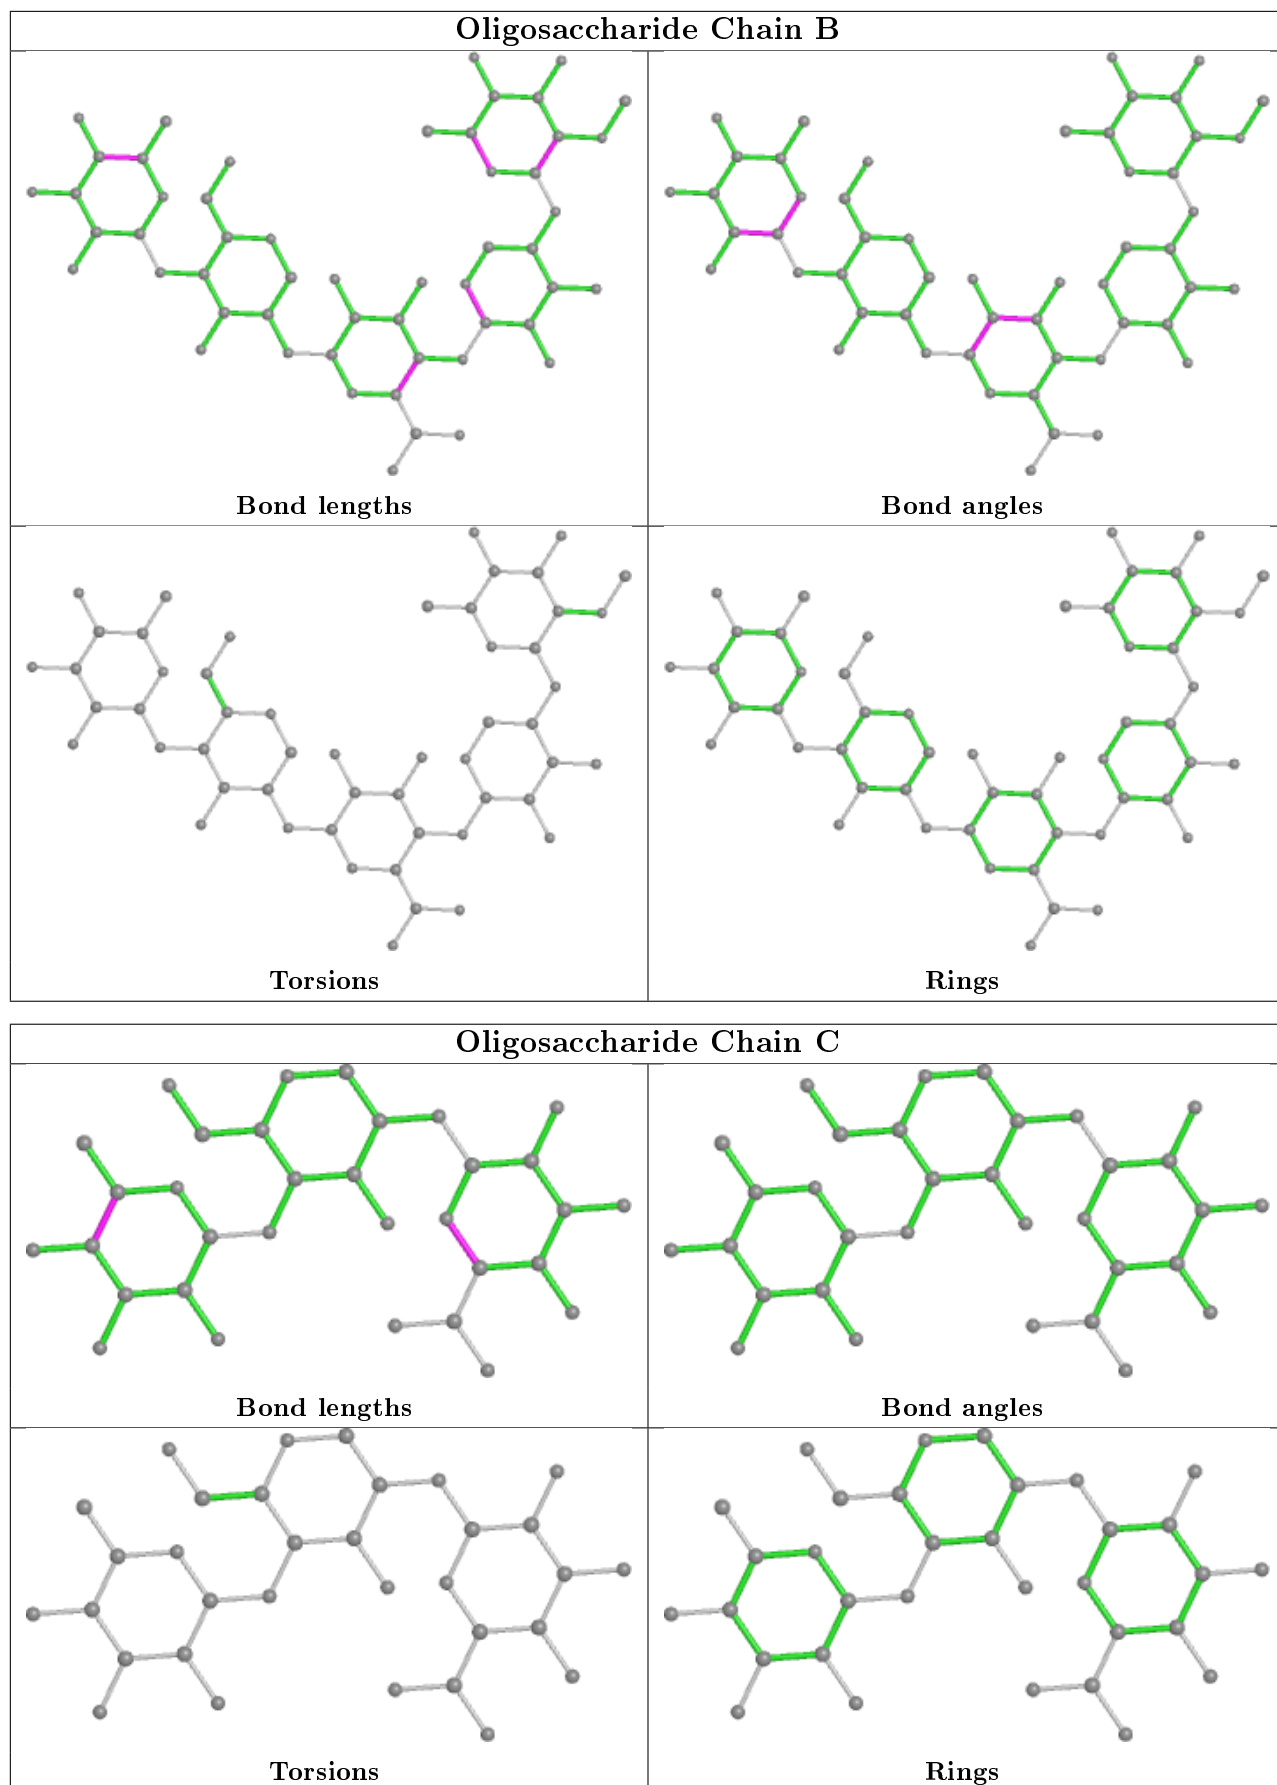 Oligosaccharide Chain B
Bond lengths
Bond angles
Torsions
Rings
Oligosaccharide Chain C
Bond lengths
Bond angles
Torsions
Rings